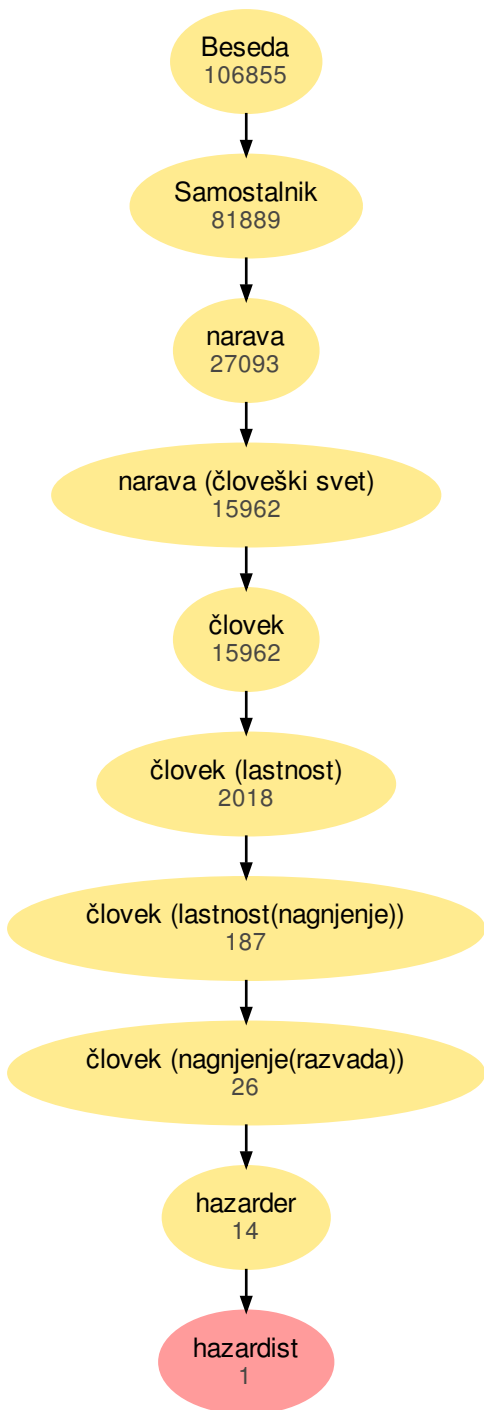 Beseda
106855
Samostalnik
81889
narava
27093
narava (človeški svet)
15962
človek
15962
človek (lastnost)
2018
človek (lastnost(nagnjenje))
187
človek (nagnjenje(razvada))
26
hazarder
14
hazardist
1